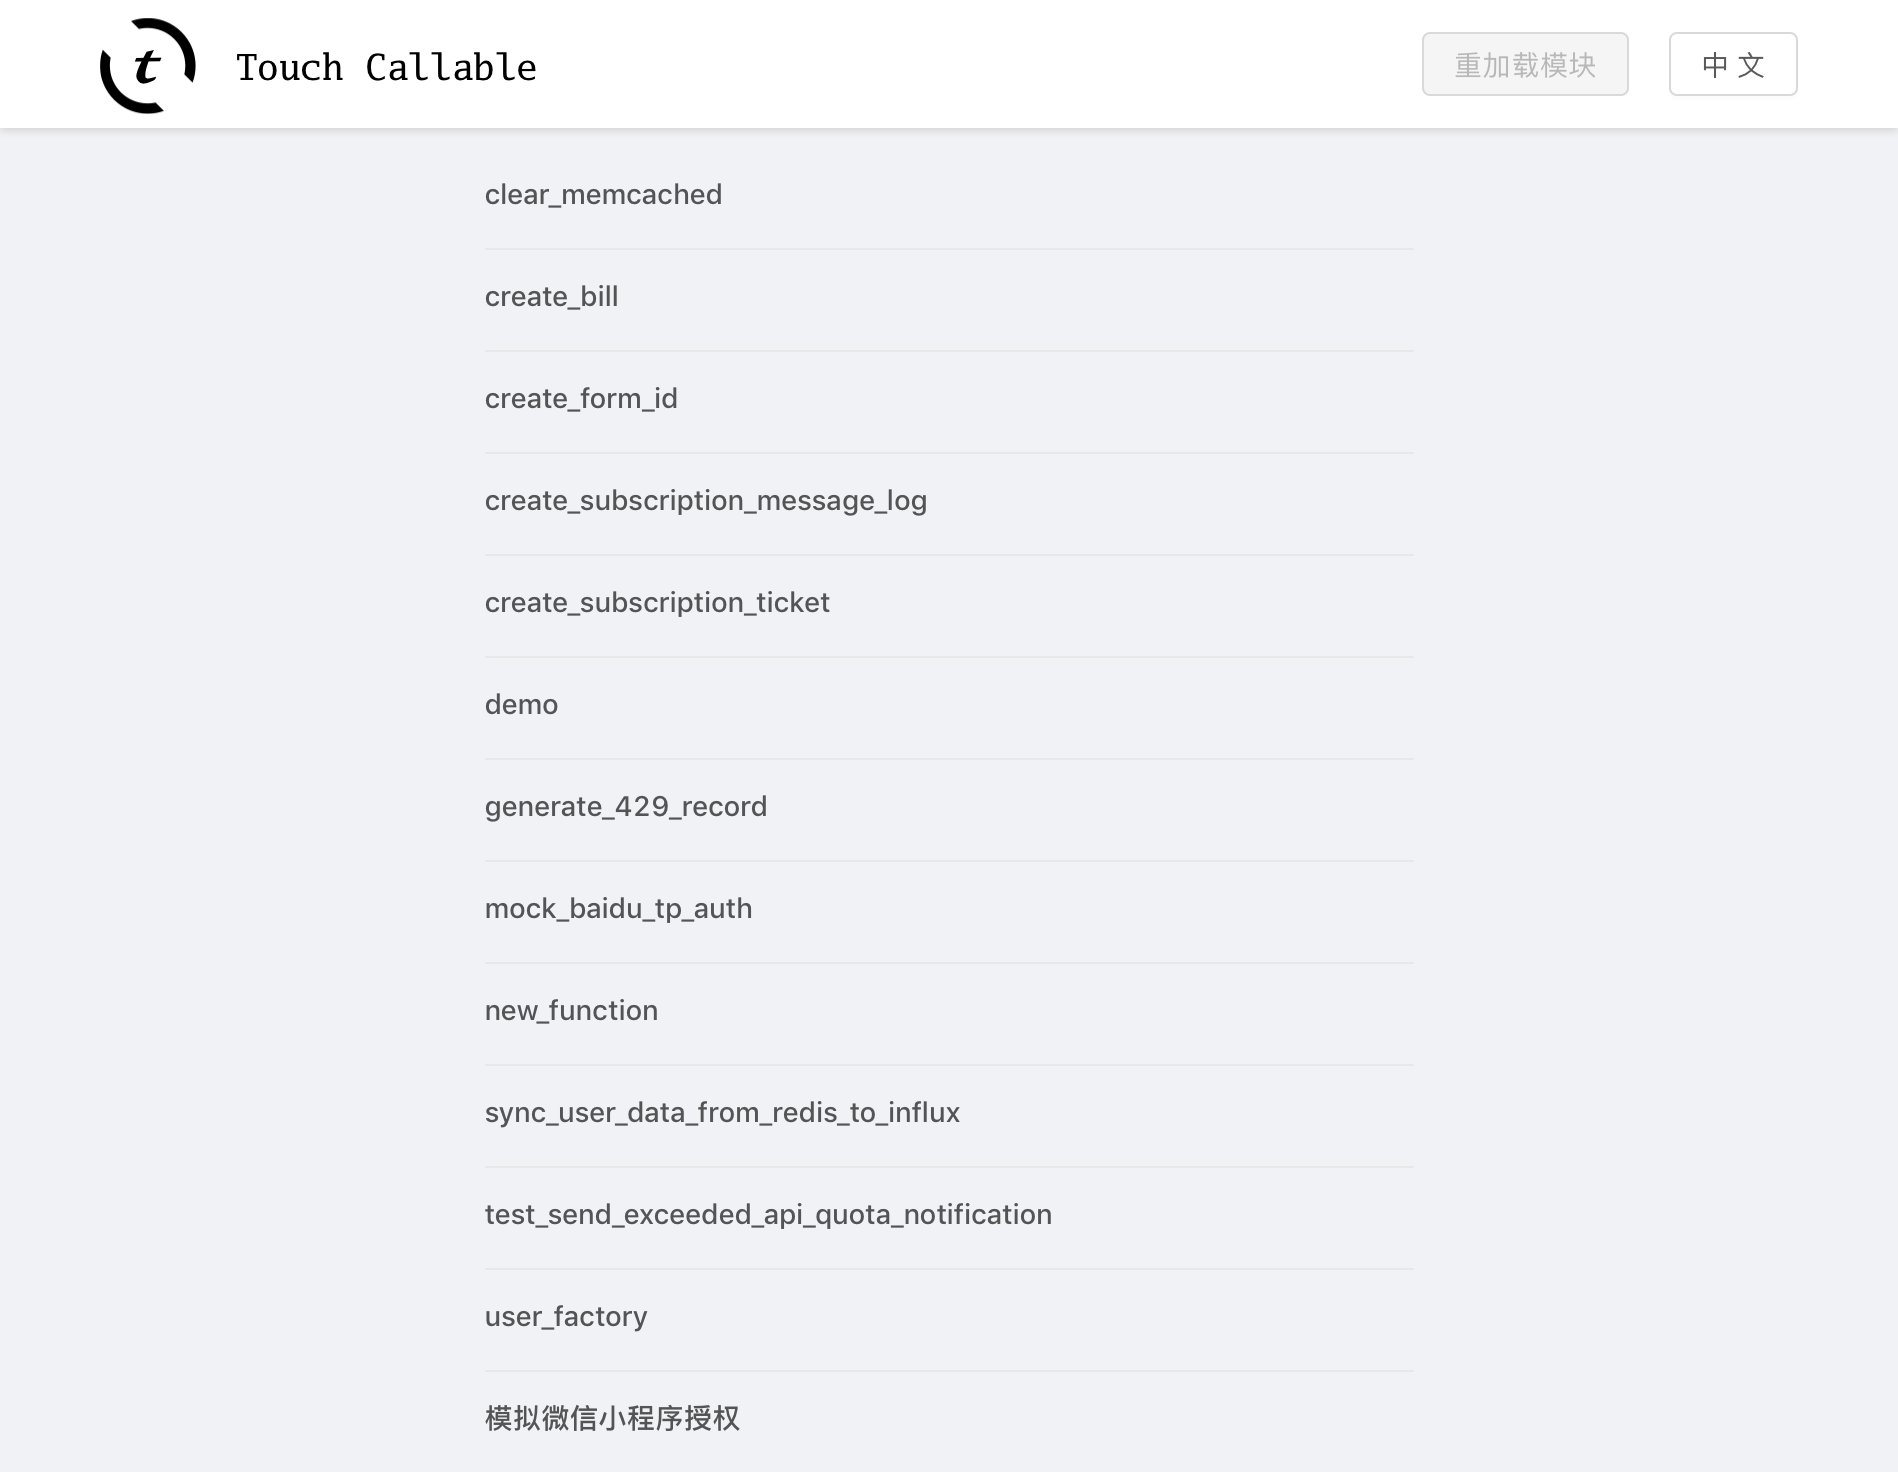 t
Touch Callable
重加载模块
中 文
clear_memcached
create_bill
create_form_id
create_subscription_message_log
create_subscription_ticket
demo
generate_429_record
mock_baidu_tp_auth
new_function
sync_user_data_from_redis_to_influx
test_send_exceeded_api_quota_notification
user_factory
模拟微信小程序授权